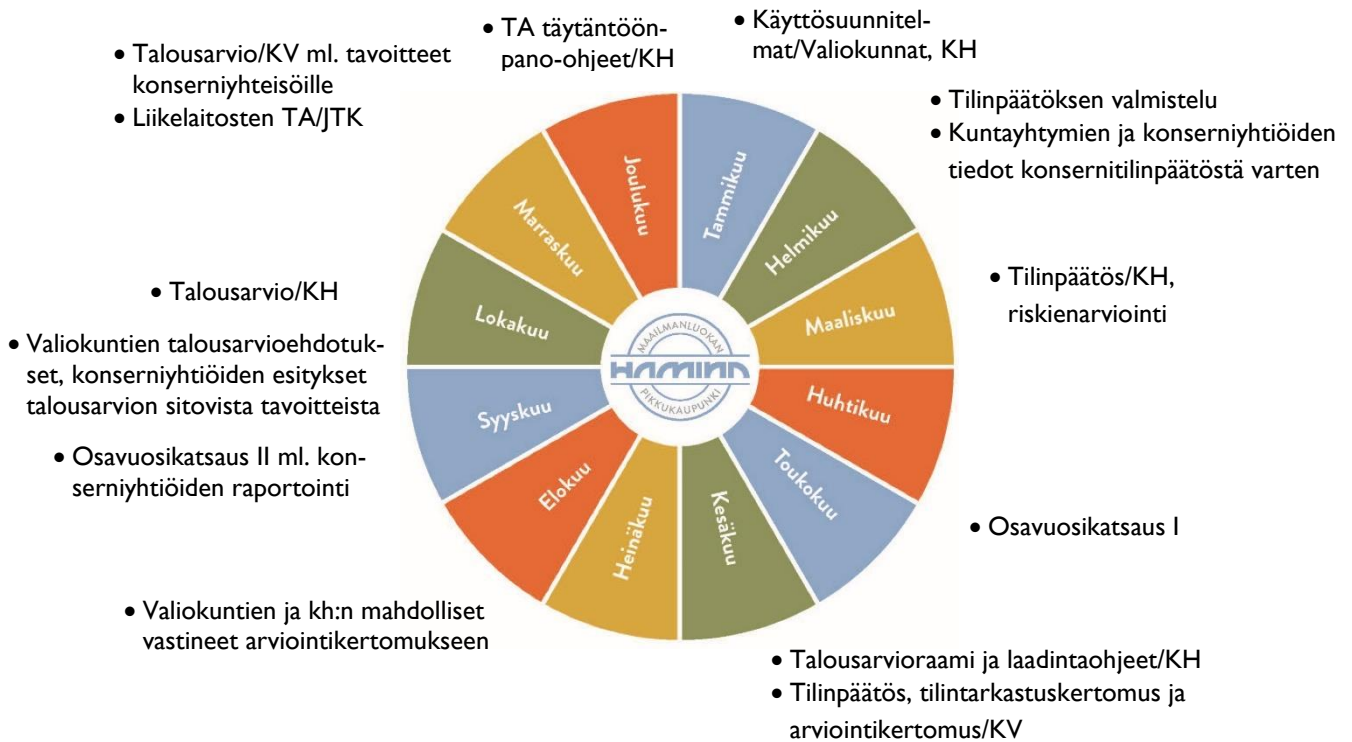 • TA täytäntöön-
pano-ohjeet/KH
• Käyttösuunnitel-
mat/Valiokunnat, KH
• Talousarvio/KV ml. tavoitteet
konserniyhteisöille
• Liikelaitosten TA/JTK
• Tilinpäätöksen valmistelu
• Kuntayhtymien ja konserniyhtiöiden
tiedot konsernitilinpäätöstä varten
• Tilinpäätös/KH,
riskienarviointi
• Talousarvio/KH
• Valiokuntien talousarvioehdotuk-
set, konserniyhtiöiden esitykset
talousarvion sitovista tavoitteista
• Osavuosikatsaus II ml. kon-
serniyhtiöiden raportointi
• Osavuosikatsaus I
• Valiokuntien ja kh:n mahdolliset
vastineet arviointikertomukseen
• Talousarvioraami ja laadintaohjeet/KH
• Tilinpäätös, tilintarkastuskertomus ja
arviointikertomus/KV
Tammikuu
Helmikuu
Maaliskuu
Huhtikuu
Toukokuu
Kesäkuu
Heinäkuu
Elokuu
Syyskuu
Lokakuu
Marraskuu
Joulukuu
MAAILMANLUOKAN
HAMINA
PIKKUKAUPUNKI